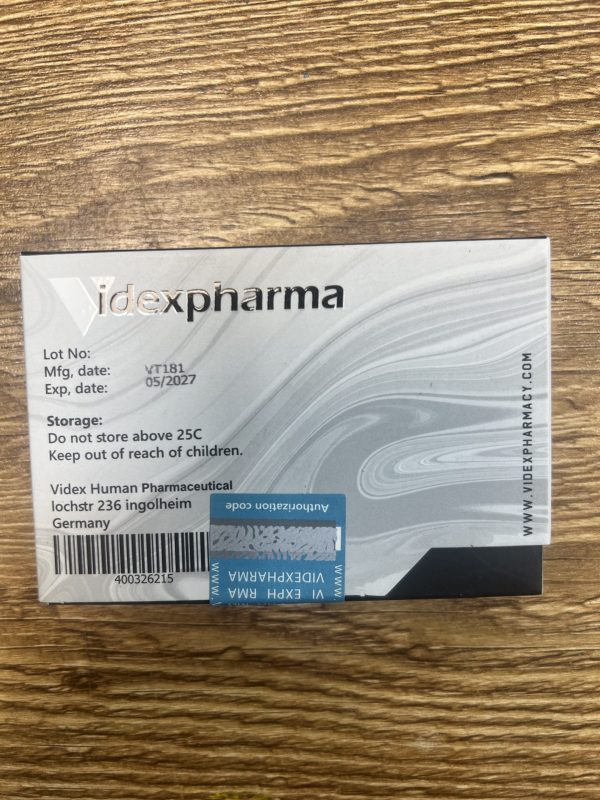 Videxpharma
Lot No:
Mfg, date: VT181
Exp, date: 05/2027
Storage:
Do not store above 25C
Keep out of reach of children.
Videx Human Pharmaceutical
lochstr 236 ingolheim
Germany
400326215
WWW.VIDEXPHARMACY.COM
Authorization code
VIDEXPHARMA
VI EXPH RMA
WWW.
WWW.